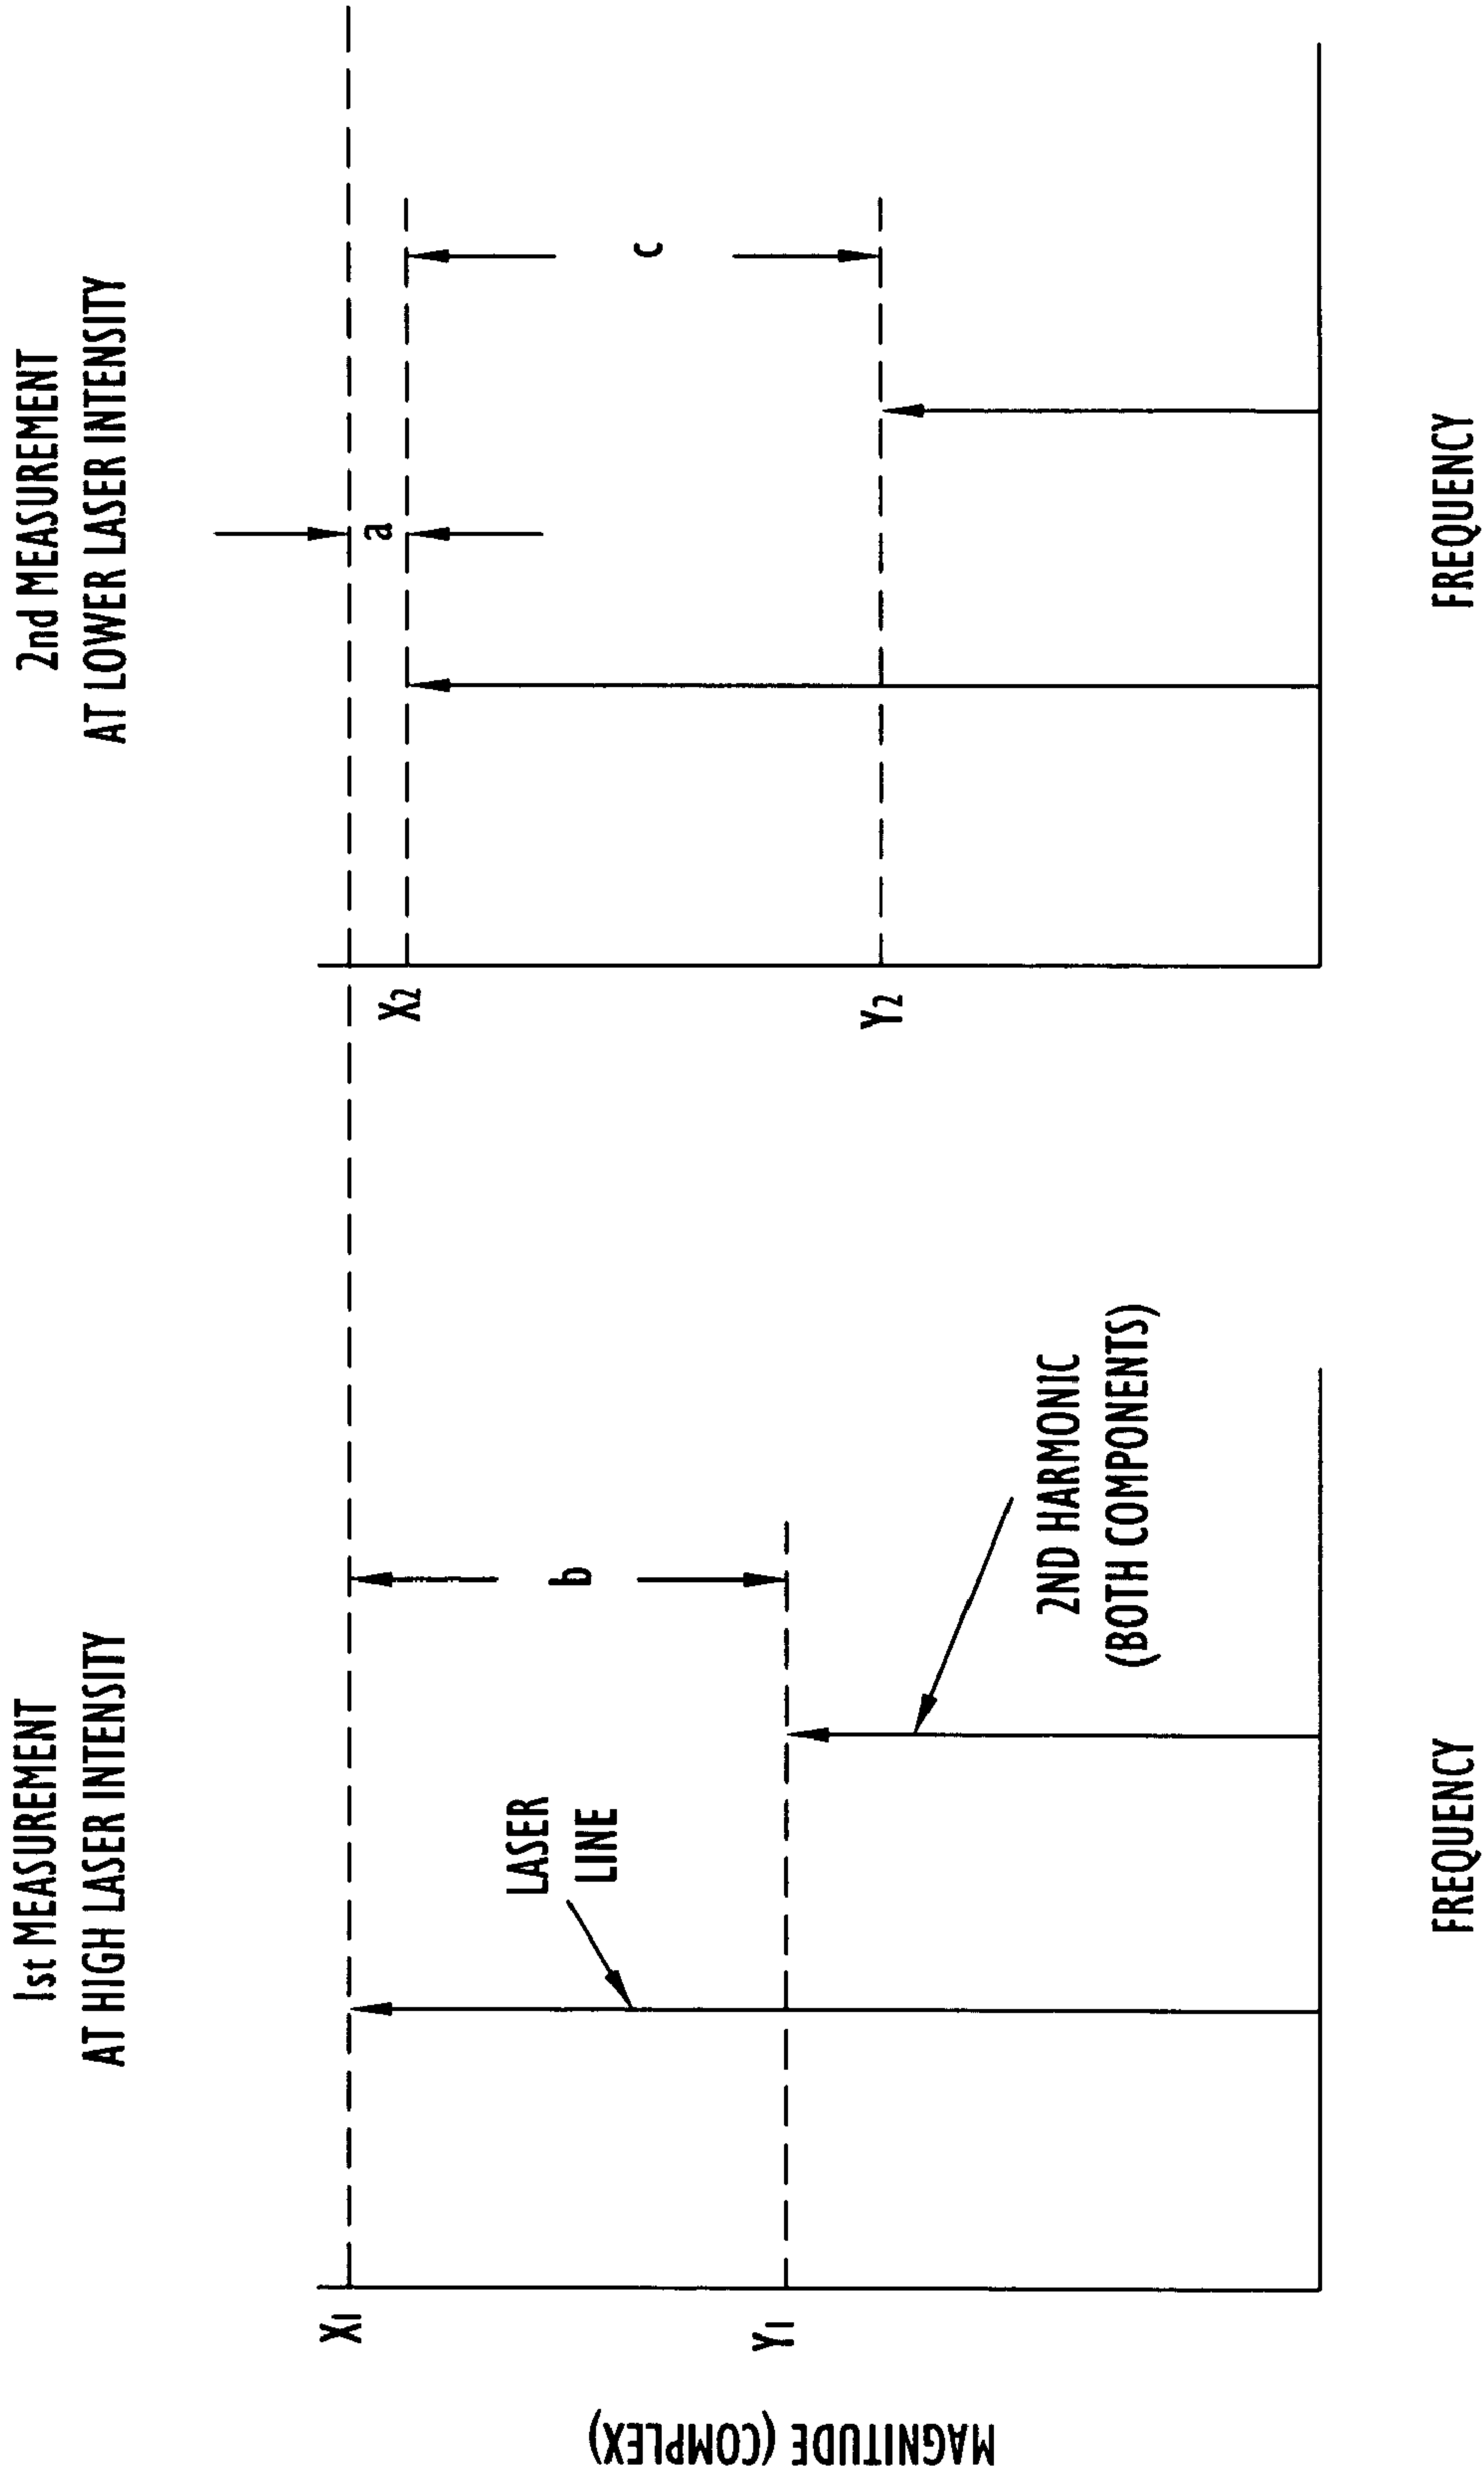 1st MEASUREMENT
AT HIGH LASER INTENSITY
2nd MEASUREMENT
AT LOWER LASER INTENSITY
MAGNITUDE (COMPLEX)
X1
Y1
LASER
LINE
b
2ND HARMONIC
(BOTH COMPONENTS)
FREQUENCY
X2
Y2
a
c
FREQUENCY